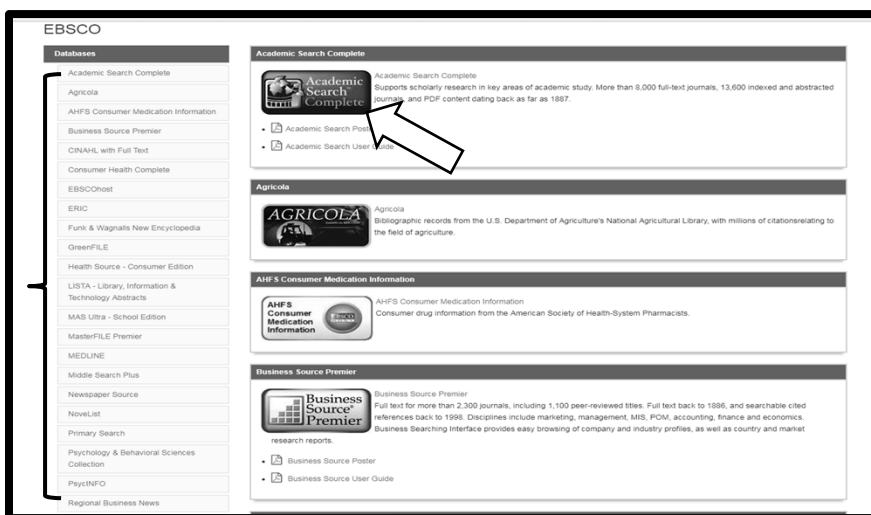 EBSCO
Databases
Academic Search Complete
Agricola
AHFS Consumer Medication Information
Business Source Premier
CINAHL with Full Text
Consumer Health Complete
EBSCOhost
ERIC
Funk & Wagnalls New Encyclopedia
GreenFILE
Health Source - Consumer Edition
LISTA - Library, Information &
Technology Abstracts
MAS Ultra - School Edition
MasterFILE Premier
MEDLINE
Middle Search Plus
Newspaper Source
NoveList
Primary Search
Psychology & Behavioral Sciences
Collection
PsycINFO
Regional Business News
Academic Search Complete
Academic
Search™
Complete
Academic Search Complete
Supports scholarly research in key areas of academic study. More than 8,000 full-text journals, 13,600 indexed and abstracted
journals, and PDF content dating back as far as 1887.
Academic Search Poster
Academic Search User Guide
Agricola
AGRICOLA
Agricola
Bibliographic records from the U.S. Department of Agriculture's National Agricultural Library, with millions of citationsrelating to
the field of agriculture.
AHFS Consumer Medication Information
AHFS
Consumer
Medication
Information
EBSCO
AHFS Consumer Medication Information
Consumer drug information from the American Society of Health-System Pharmacists.
Business Source Premier
Business
Source®
Premier
Business Source Premier
Full text for more than 2,300 journals, including 1,100 peer-reviewed titles. Full text back to 1886, and searchable cited
references back to 1998. Disciplines include marketing, management, MIS, POM, accounting, finance and economics.
Business Searching Interface provides easy browsing of company and industry profiles, as well as country and market
research reports.
Business Source Poster
Business Source User Guide